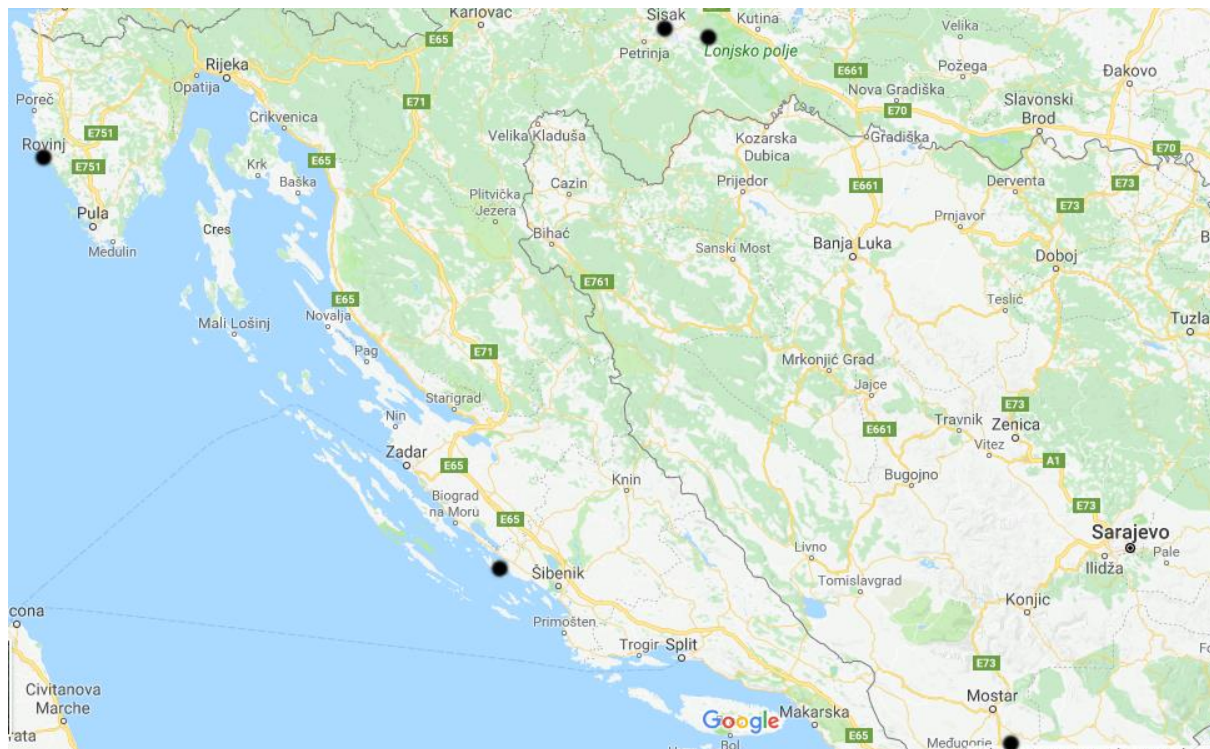 Karlovac
Sisak
Kutina
Velika
E65
Petrinja
Lonjsko polje
Požega
Đakovo
Rijeka
Opatija
E661
Nova Gradiška
Slavonski
Brod
E71
E70
Poreč
Crikvenica
Velika Kladuša
Kozarska
Dubica
Gradiška
E751
Rovinj
E751
E65
E70
Krk
Baška
Plitvička
Jezera
Cazin
Prijedor
E661
Derventa
E73
E73
Pula
Medulin
Cres
Bihać
Sanski Most
Banja Luka
Prnjavor
Doboj
B
E761
E65
Novalja
Teslić
Tuzla
Mali Lošinj
Pag
E71
Mrkonjić Grad
Jajce
Starigrad
Nin
E73
E661
Travnik
Zenica
Vitez
Zadar
E65
A1
Knin
Bugojno
Biograd
na Moru
E65
E73
Sarajevo
Ilidža
Pale
Livno
Šibenik
Tomislavgrad
Konjic
cona
Primošten
Trogir
Split
E73
Fo
Civitanova
Marche
Mostar
Google
Makarska
rata
E65
Međugorje
Bol